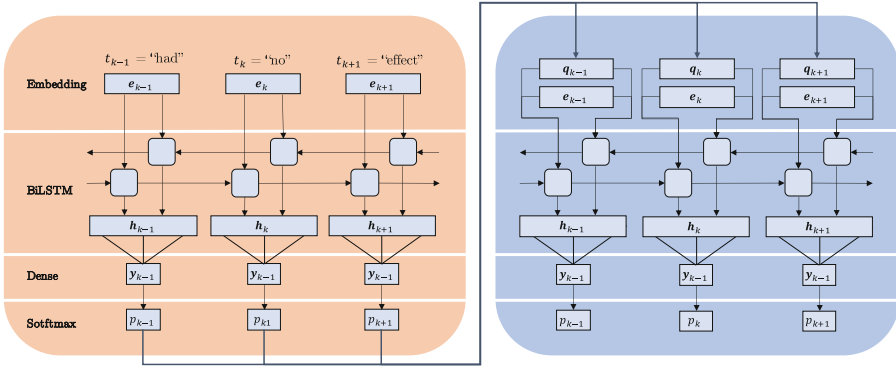 t_{k−1} = “had” t_k = “no” t_{k+1} = “effect”
Embedding e_{k−1} e_k e_{k+1}
BiLSTM
h_{k−1} h_k h_{k+1}
Dense y_{k−1} y_{k−1} y_{k−1}
Sotftmax p_{k−1} p_{k1} p_{k+1}
q_{k−1} q_k q_{k+1}
e_{k−1} e_k e_{k+1}
h_{k−1} h_k h_{k+1}
y_{k−1} y_{k−1} y_{k−1}
p_{k−1} p_k p_{k+1}